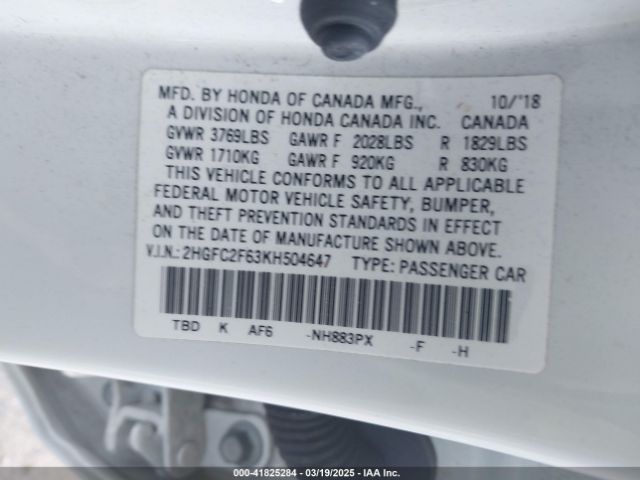 MFD. BY HONDA OF CANADA MFG., 10/'18
A DIVISION OF HONDA CANADA INC. CANADA
GVWR 3769LBS GAWR F 2028LBS R 1829LBS
GVWR 1710KG GAWR F 920KG R 830KG
THIS VEHICLE CONFORMS TO ALL APPLICABLE
FEDERAL MOTOR VEHICLE SAFETY, BUMPER,
AND THEFT PREVENTION STANDARDS IN EFFECT
ON THE DATE OF MANUFACTURE SHOWN ABOVE.
V.I.N.: 2HGFC2F63KH504647 TYPE: PASSENGER CAR
TBD K AF6 -NH883PX -F -H
000-41825284 — 03/19/2025 — IAA Inc.